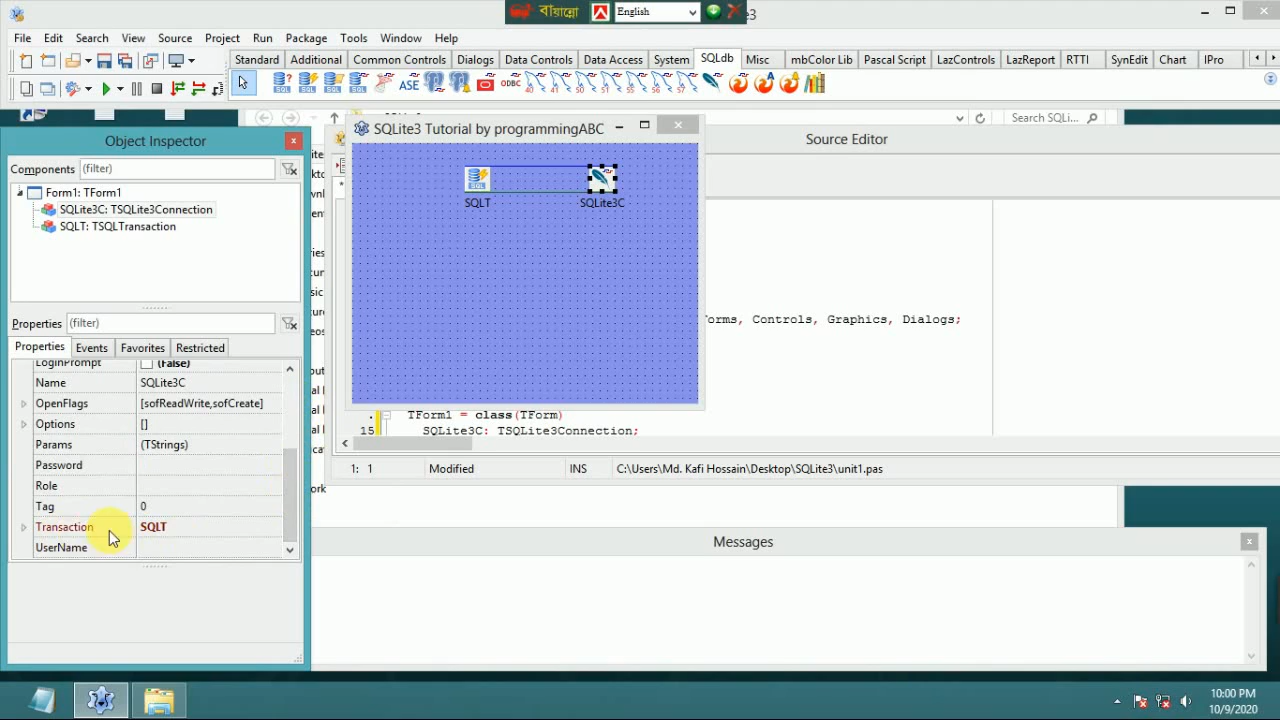 বায়ান্নো
English
3
File Edit Search View Source Project Run Package Tools Window Help
Standard Additional Common Controls Dialogs Data Controls Data Access System SQLdb Misc mbColor Lib Pascal Script LazControls LazReport RTTI SynEdit Chart IPro
ASE ODBC
Object Inspector
Components (filter)
Form1: TForm1
SQLite3C: TSQLite3Connection
SQLT: TSQLTransaction
Properties (filter)
Properties Events Favorites Restricted
LoginPrompt (False)
Name SQLite3C
OpenFlags [sofReadWrite,sofCreate]
Options []
Params (TStrings)
Password
Role
Tag 0
Transaction SQLT
UserName
SQLite3 Tutorial by programmingABC
SQLT SQLite3C
Search SQLi...
Source Editor
Forms, Controls, Graphics, Dialogs;
TForm1 = class(TForm)
15 SQLite3C: TSQLite3Connection;
1: 1 Modified INS C:\Users\Md. Kafi Hossain\Desktop\SQLite3\unit1.pas
Messages
10:00 PM
10/9/2020